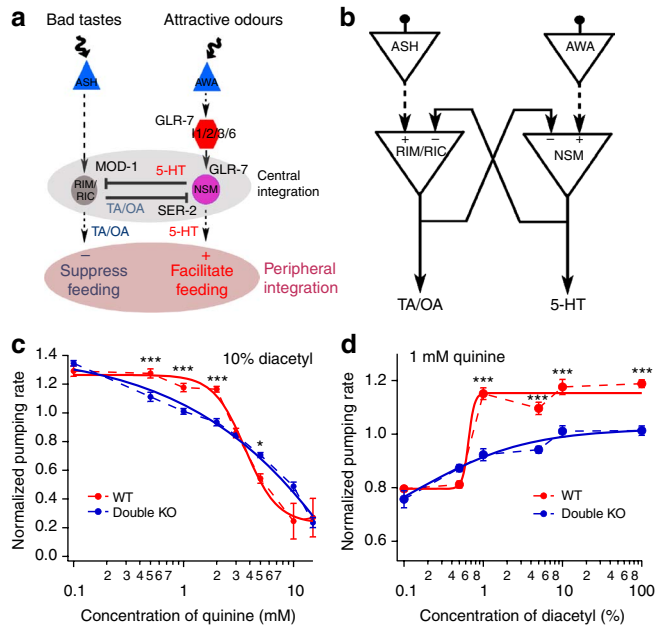 a
Bad tastes
Attractive odours
ASH
AWA
GLR-7
I1/2/3/6
MOD-1
5-HT
GLR-7
Central
integration
RIM/
RIC
NSM
TA/OA
SER-2
TA/OA
5-HT
−
+
Suppress
feeding
Facilitate
feeding
Peripheral
integration
b
ASH
AWA
+ −
RIM/RIC
− +
NSM
TA/OA
5-HT
c
10% diacetyl
Normalized pumping rate
1.4
1.2
1.0
0.8
0.6
0.4
0.2
0.0
***
***
***
*
WT
Double KO
2 3 4 5 6 7 2 3 4 5 6 7
0.1 1 10
Concentration of quinine (mM)
d
1 mM quinine
Normalized pumping rate
1.2
1.0
0.8
0.6
***
***
***
***
WT
Double KO
2 4 6 8 2 4 6 8 2 4 6 8
0.1 1 10 100
Concentration of diacetyl (%)